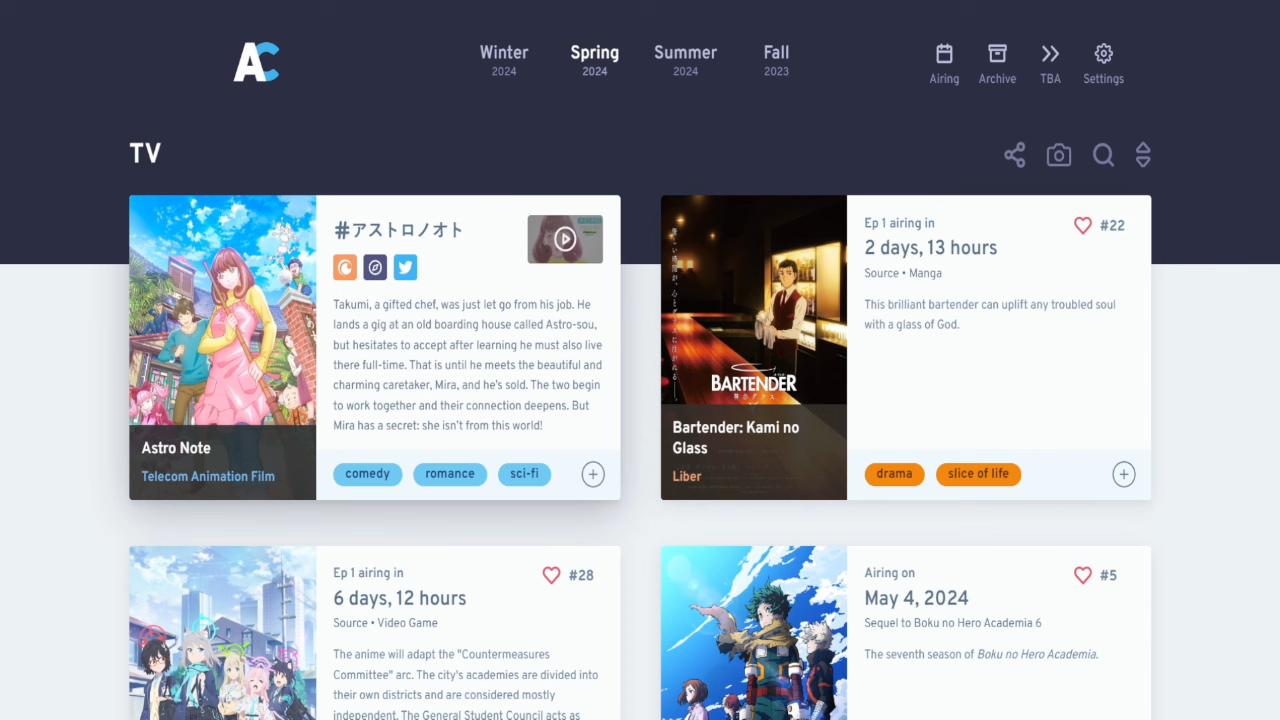 AC
Winter
2024
Spring
2024
Summer
2024
Fall
2023
Airing
Archive
TBA
Settings
TV
#アストロノオト
Takumi, a gifted chef, was just let go from his job. He
lands a gig at an old boarding house called Astro-sou,
but hesitates to accept after learning he must also live
there full-time. That is until he meets the beautiful and
charming caretaker, Mira, and he's sold. The two begin
to work together and their connection deepens. But
Mira has a secret: she isn't from this world!
Astro Note
Telecom Animation Film
comedy
romance
sci-fi
BARTENDER
神のグラス
Bartender: Kami no
Glass
Liber
Ep 1 airing in
#22
2 days, 13 hours
Source • Manga
This brilliant bartender can uplift any troubled soul
with a glass of God.
drama
slice of life
Ep 1 airing in
#28
6 days, 12 hours
Source • Video Game
The anime will adapt the "Countermeasures
Committee" arc. The city's academies are divided into
their own districts and are considered mostly
independent. The General Student Council acts as
Airing on
#5
May 4, 2024
Sequel to Boku no Hero Academia 6
The seventh season of Boku no Hero Academia.